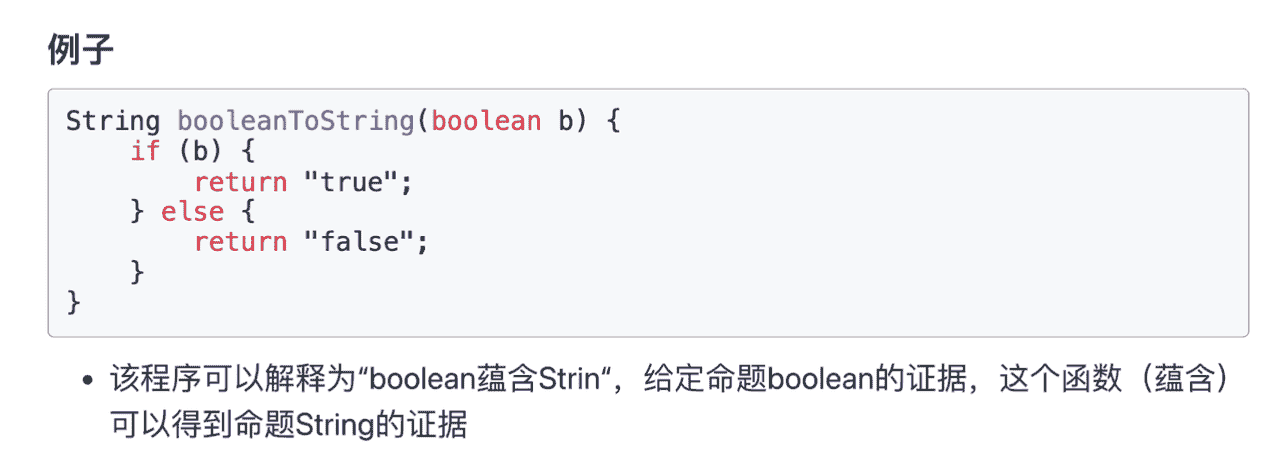 例子
String booleanToString(boolean b) {
    if (b) {
        return "true";
    } else {
        return "false";
    }
}
• 该程序可以解释为“boolean蕴含Strin“，给定命题boolean的证据，这个函数（蕴含）
可以得到命题String的证据